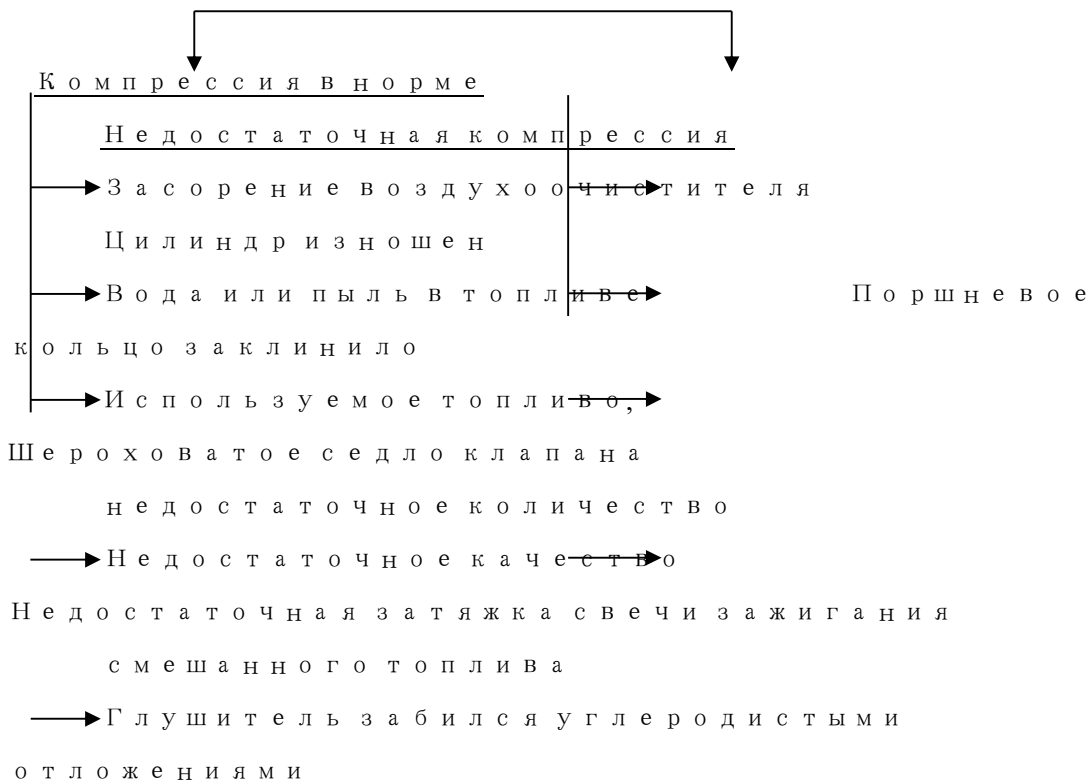 Компрессия в норме
Недостаточная компрессия
Засорение воздухоочистителя
Цилиндр изношен
Вода или пыль в топливе Поршневое
кольцо заклинило
Используемое топливо,
Шероховатое седло клапана
недостаточное количество
Недостаточное качество
Недостаточная затяжка свечи зажигания
смешанного топлива
Глушитель забился углеродистыми
отложениями